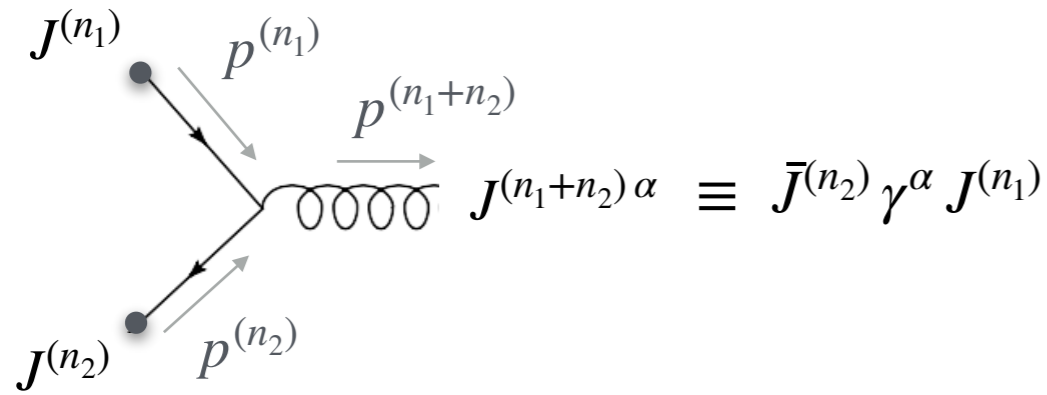 J^{(n_1)}
p^{(n_1)}
p^{(n_1+n_2)}
J^{(n_1+n_2) α} ≡ J̄^{(n_2)} γ^α J^{(n_1)}
p^{(n_2)}
J^{(n_2)}